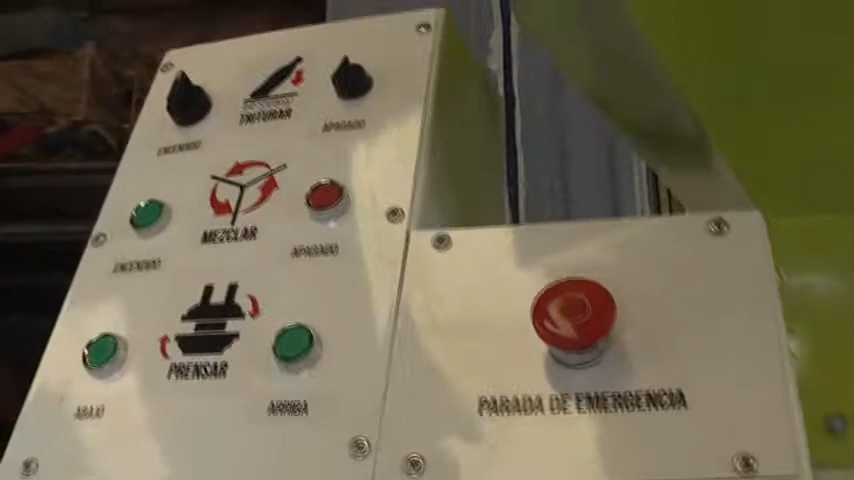 TRITURAR
ENCENDIDO
APAGADO
MEZCLAR
ENCENDIDO
APAGADO
PRENSAR
ABAJO
ARRIBA
PARADA DE EMERGENCIA